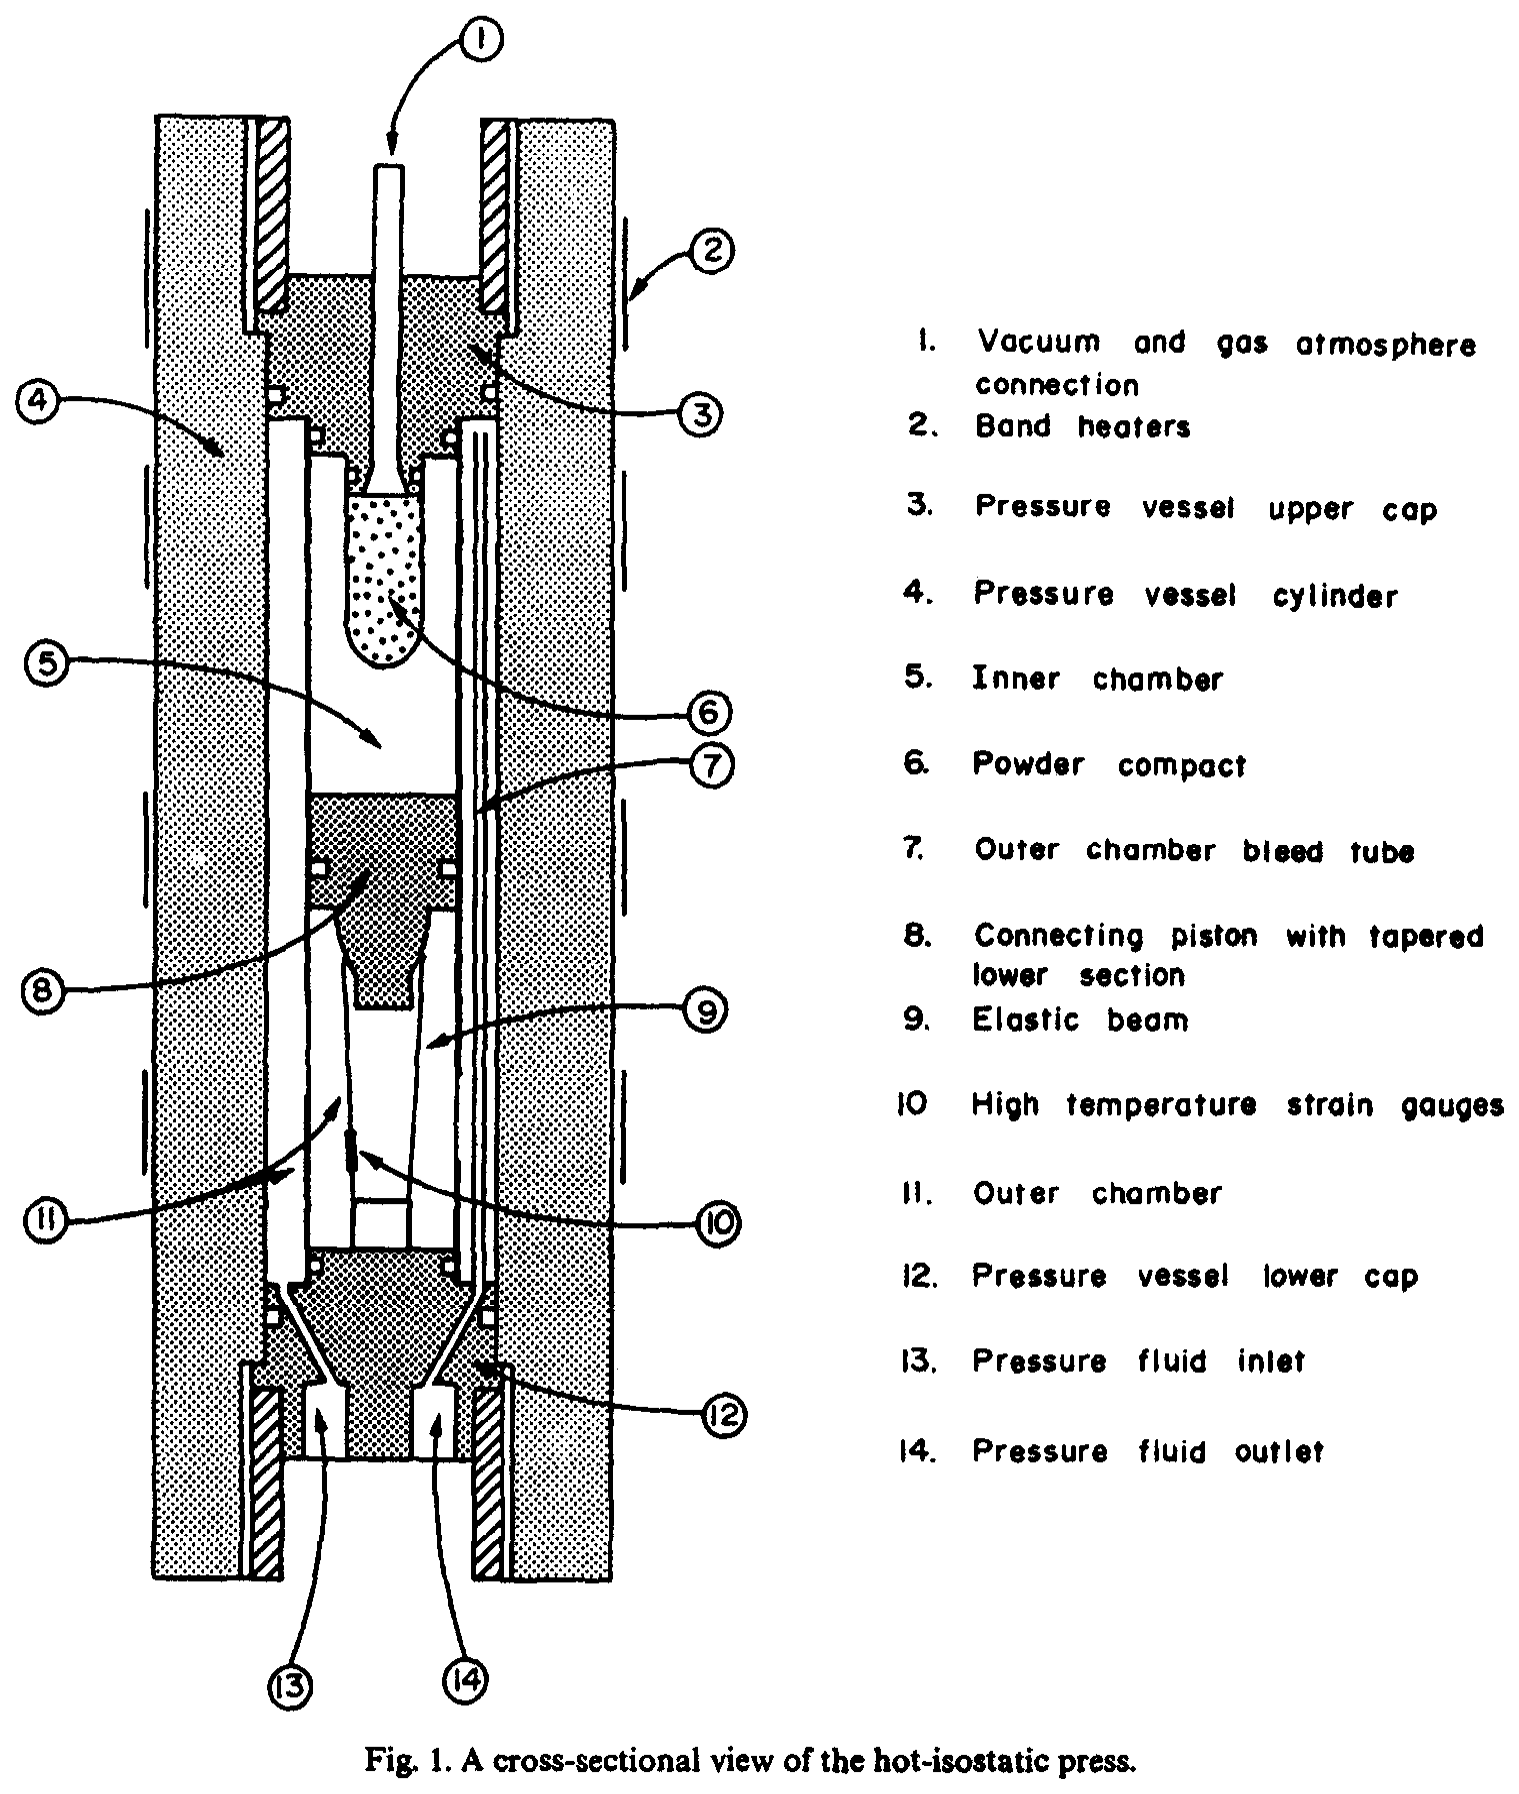 1
2
4
3
5
6
7
8
9
11
10
12
13
14
1. Vacuum and gas atmosphere
connection
2. Band heaters
3. Pressure vessel upper cap
4. Pressure vessel cylinder
5. Inner chamber
6. Powder compact
7. Outer chamber bleed tube
8. Connecting piston with tapered
lower section
9. Elastic beam
10 High temperature strain gauges
11. Outer chamber
12. Pressure vessel lower cap
13. Pressure fluid inlet
14. Pressure fluid outlet
Fig. 1. A cross-sectional view of the hot-isostatic press.